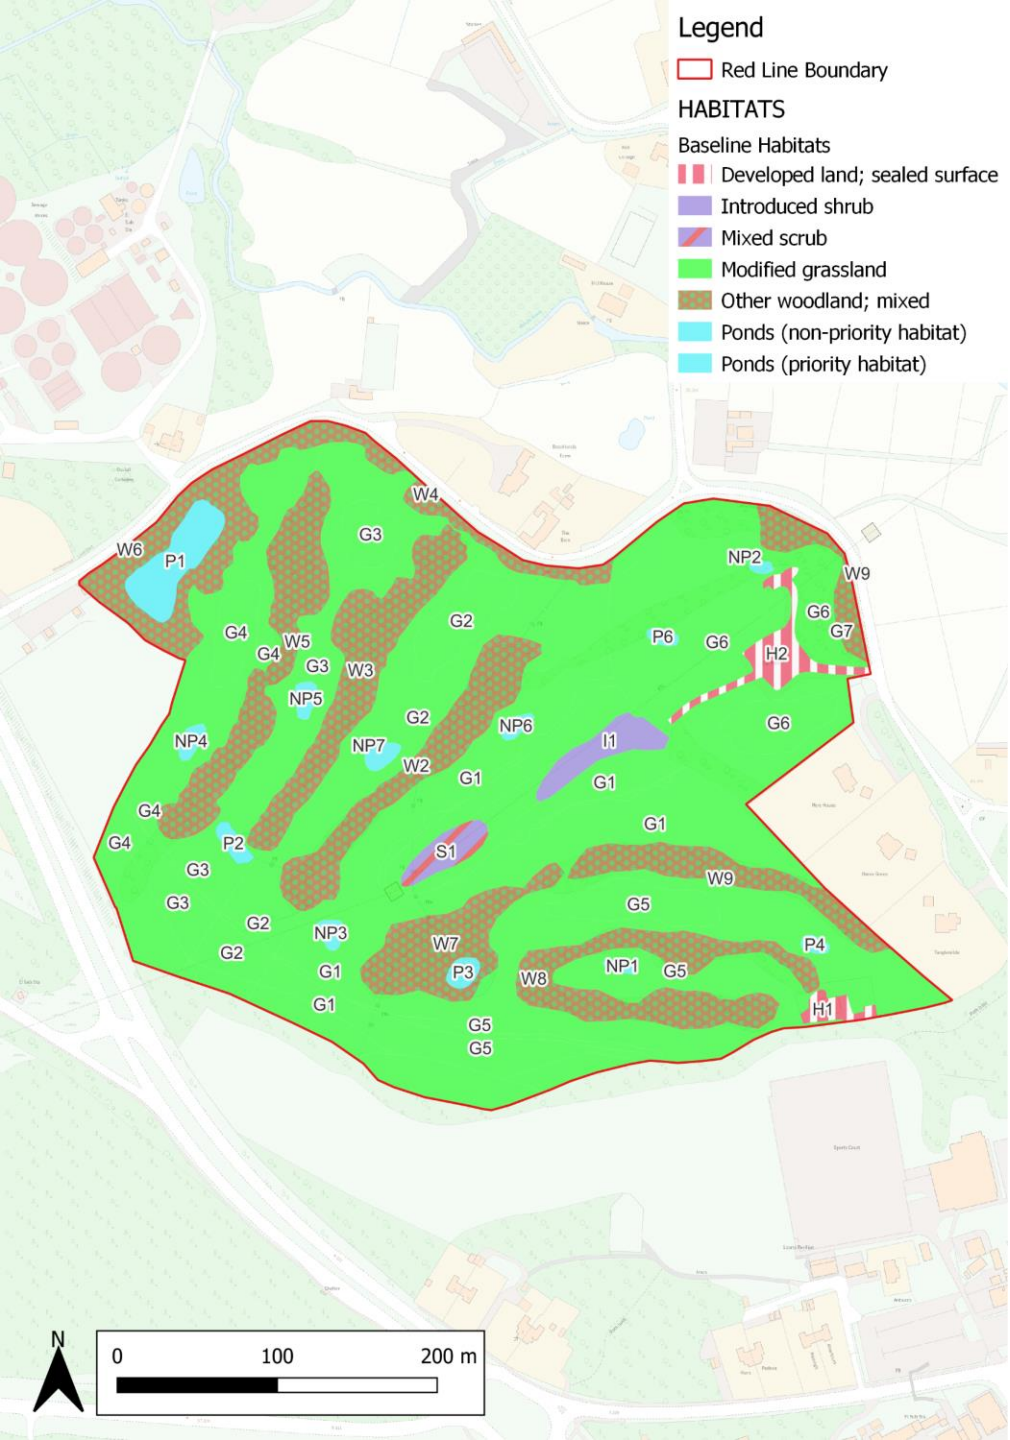 Legend
Red Line Boundary
HABITATS
Baseline Habitats
Developed land; sealed surface
Introduced shrub
Mixed scrub
Modified grassland
Other woodland; mixed
Ponds (non-priority habitat)
Ponds (priority habitat)
W4
G3
W6
P1
NP2
W9
G6
G2
G7
G4
P6
G6
W5
G4
H2
G3
W3
NP5
G2
G6
NP6
NP4
I1
NP7
W2
G1
G1
G4
G1
G4
P2
S1
G3
W9
G3
G5
G2
NP3
W7
P4
G2
NP1
G1
P3
G5
W8
G1
H1
G5
G5
Sports Court
N
0 100 200 m